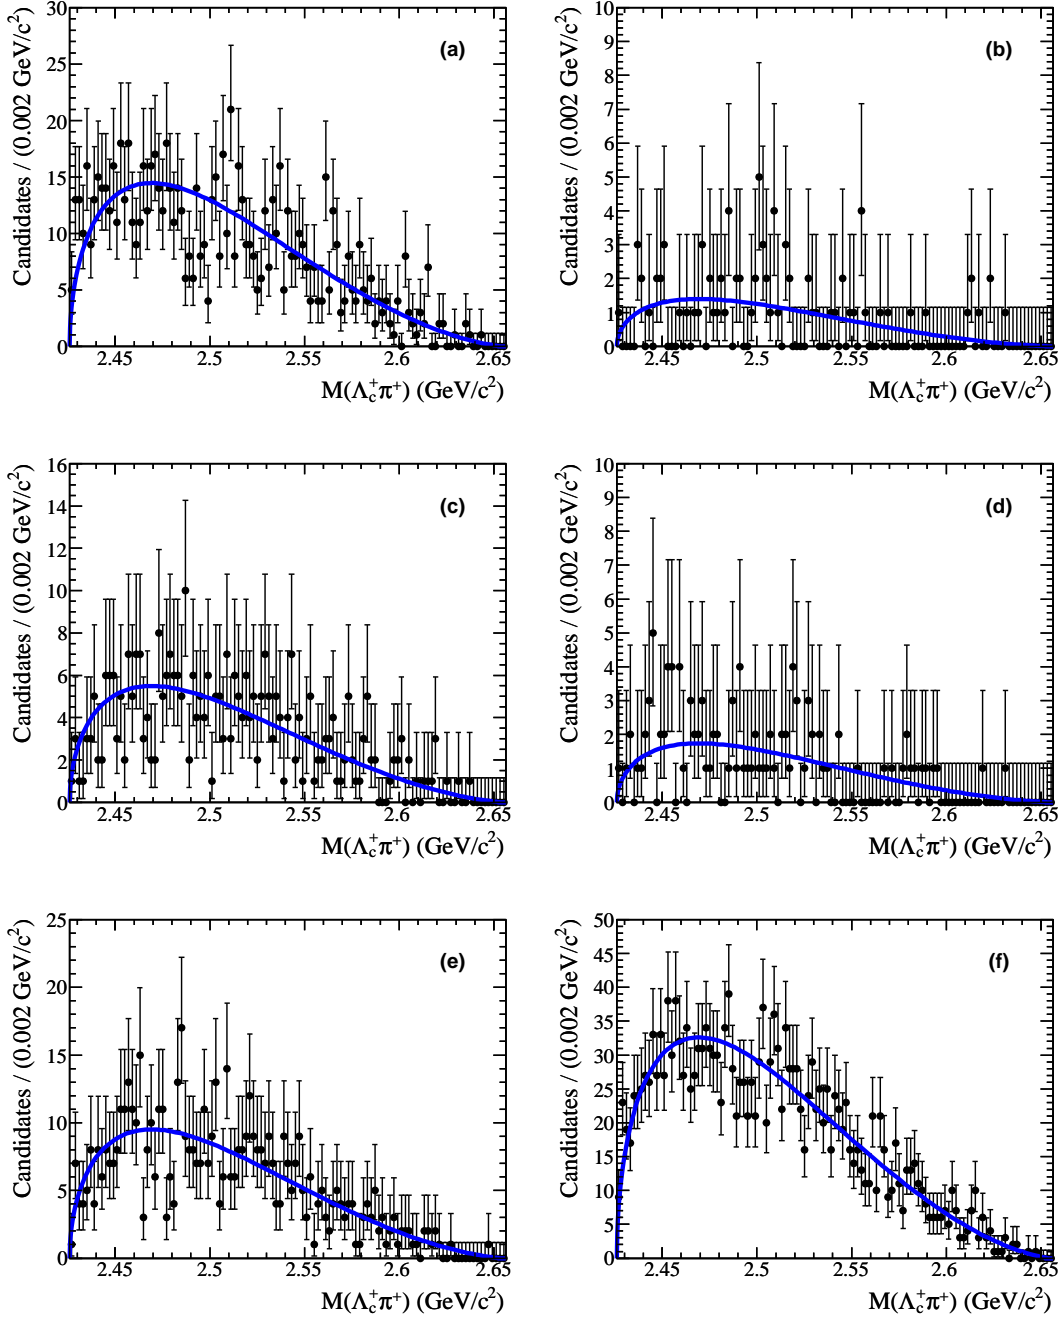 Candidates / (0.002 GeV/c²)
30
25
20
15
10
5
0
(a)
2.45 2.5 2.55 2.6 2.65
M(Λc⁺π⁺) (GeV/c²)
Candidates / (0.002 GeV/c²)
10
9
8
7
6
5
4
3
2
1
0
(b)
2.45 2.5 2.55 2.6 2.65
M(Λc⁺π⁺) (GeV/c²)
Candidates / (0.002 GeV/c²)
16
14
12
10
8
6
4
2
0
(c)
2.45 2.5 2.55 2.6 2.65
M(Λc⁺π⁺) (GeV/c²)
Candidates / (0.002 GeV/c²)
10
9
8
7
6
5
4
3
2
1
0
(d)
2.45 2.5 2.55 2.6 2.65
M(Λc⁺π⁺) (GeV/c²)
Candidates / (0.002 GeV/c²)
25
20
15
10
5
0
(e)
2.45 2.5 2.55 2.6 2.65
M(Λc⁺π⁺) (GeV/c²)
Candidates / (0.002 GeV/c²)
50
45
40
35
30
25
20
15
10
5
0
(f)
2.45 2.5 2.55 2.6 2.65
M(Λc⁺π⁺) (GeV/c²)